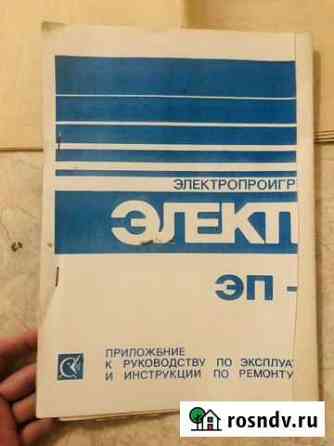 ЭЛЕКТРОПРОИГР
ЭЛЕКТ
ЭП -
ПРИЛОЖЕНИЕ
К РУКОВОДСТВУ ПО ЭКСПЛУАТ
И ИНСТРУКЦИИ ПО РЕМОНТУ
rosndv.ru